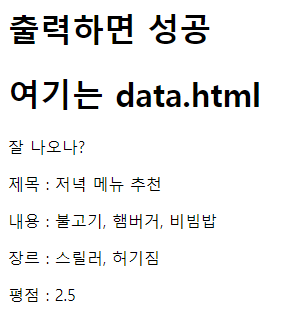 출력하면 성공
여기는 data.html
잘 나오나?
제목 : 저녁 메뉴 추천
내용 : 불고기, 햄버거, 비빔밥
장르 : 스릴러, 허기짐
평점 : 2.5